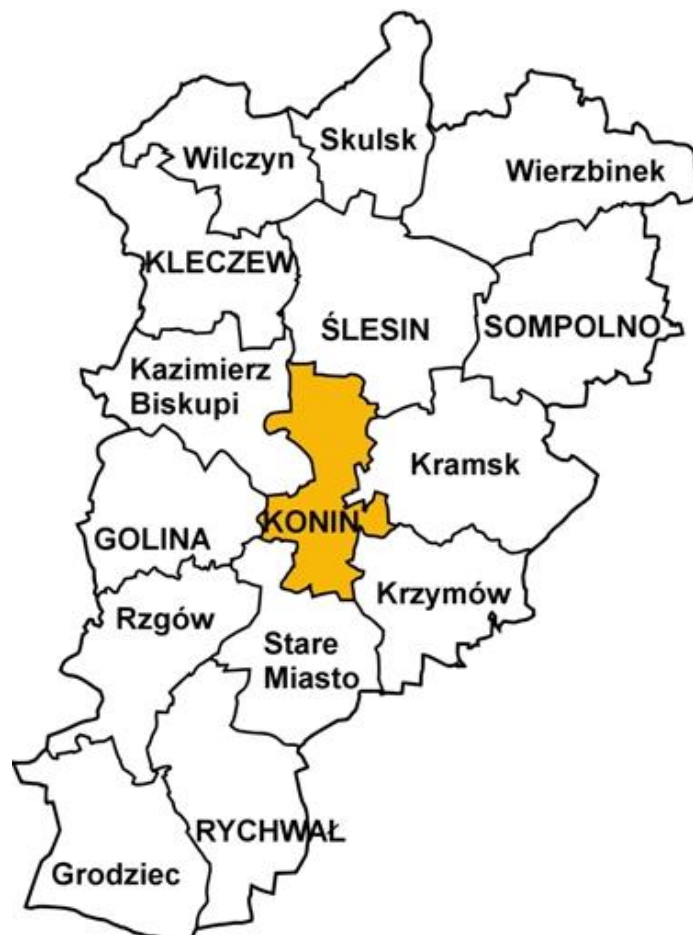 Skulsk
Wilczyn
Wierzbinek
KLECZEW
ŚLESIN
SOMPOLNO
Kazimierz
Biskupi
Kramsk
KONIN
GOLINA
Krzymów
Rzgów
Stare
Miasto
RYCHWAŁ
Grodziec